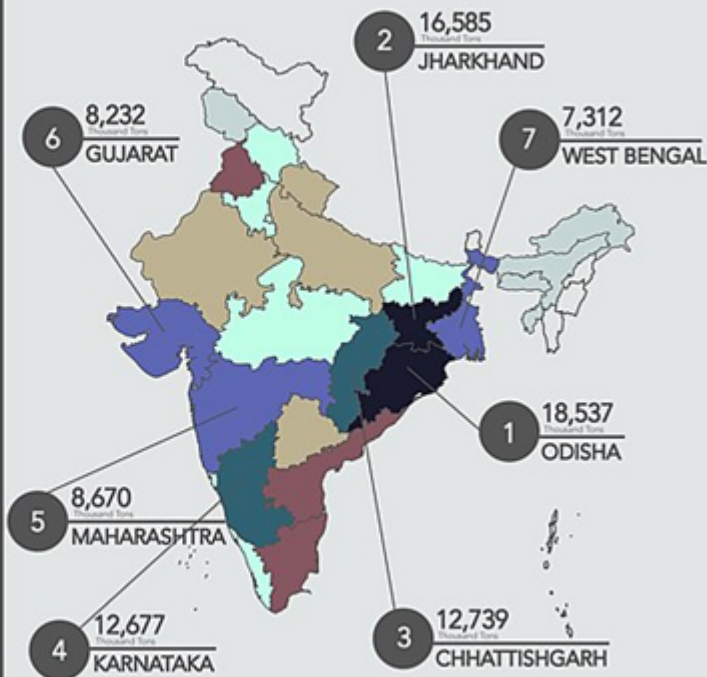 2
16,585
Thousand Tons
JHARKHAND
6
8,232
Thousand Tons
GUJARAT
7
7,312
Thousand Tons
WEST BENGAL
1
18,537
Thousand Tons
ODISHA
5
8,670
Thousand Tons
MAHARASHTRA
4
12,677
Thousand Tons
KARNATAKA
3
12,739
Thousand Tons
CHHATTISHGARH